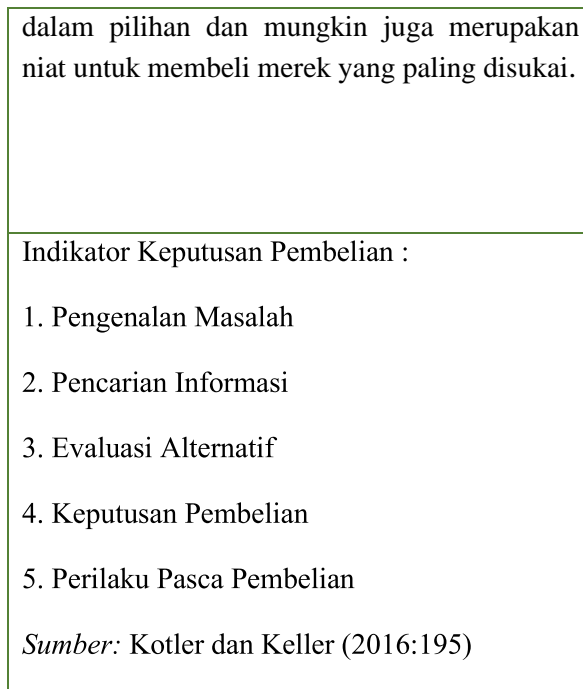 dalam pilihan dan mungkin juga merupakan
niat untuk membeli merek yang paling disukai.
Indikator Keputusan Pembelian :
1. Pengenalan Masalah
2. Pencarian Informasi
3. Evaluasi Alternatif
4. Keputusan Pembelian
5. Perilaku Pasca Pembelian
Sumber: Kotler dan Keller (2016:195)